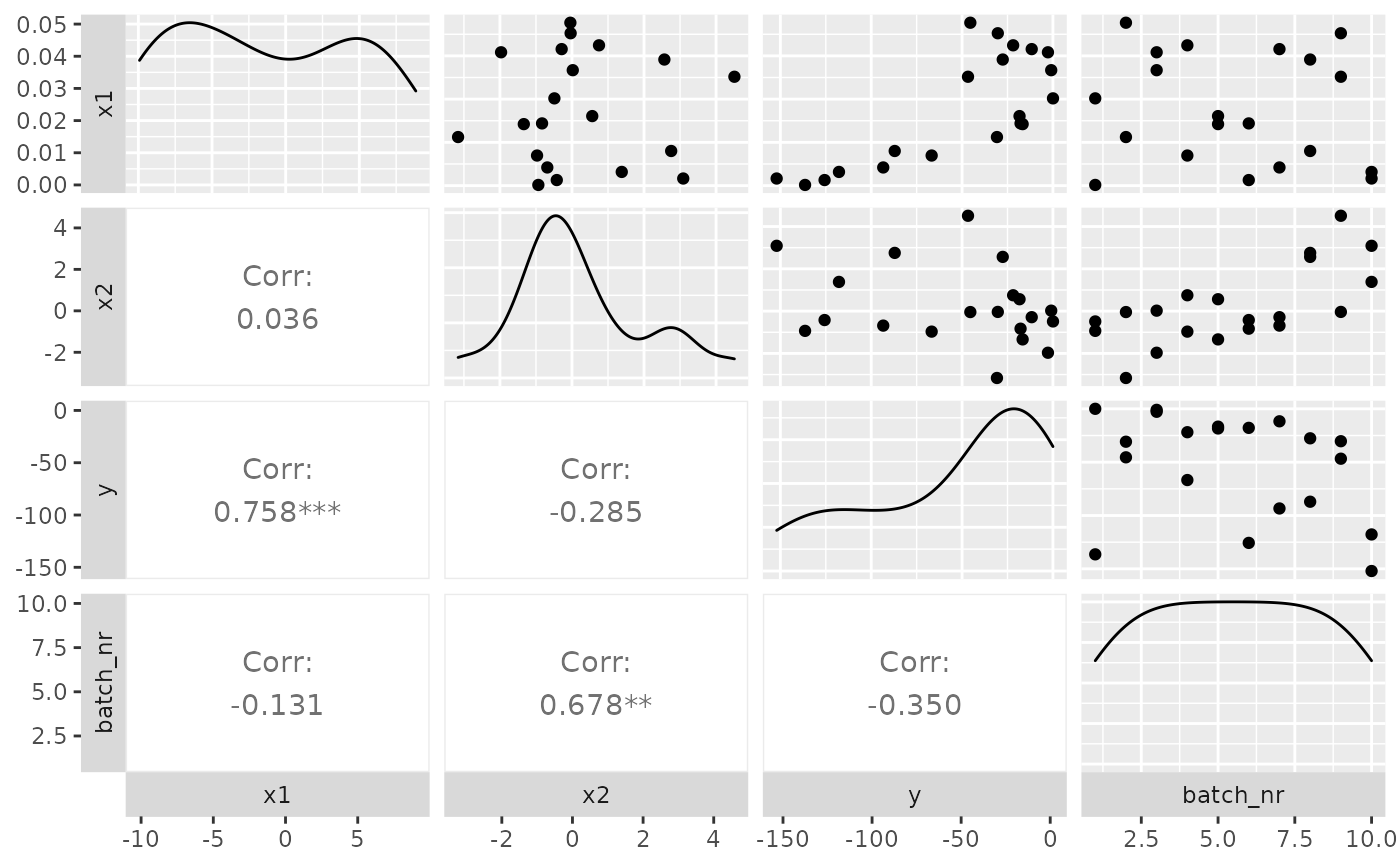 0.05
0.04
0.03
0.02
0.01
0.00
x1
4
2
0
-2
x2
Corr:
0.036
0
-50
-100
-150
y
Corr:
0.758***
Corr:
-0.285
10.0
7.5
5.0
2.5
batch_nr
Corr:
-0.131
Corr:
0.678**
Corr:
-0.350
x1
x2
y
batch_nr
-10 -5 0 5
-2 0 2 4
-150 -100 -50 0
2.5 5.0 7.5 10.0